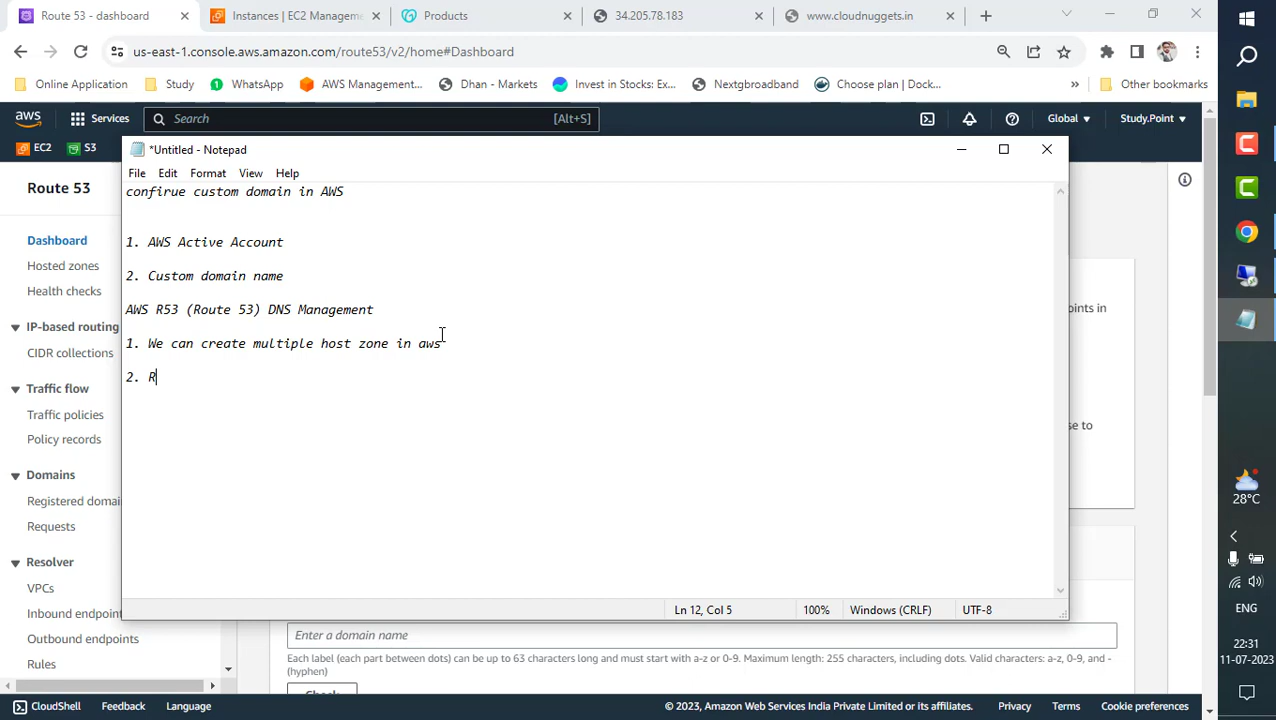 Route 53 - dashboard
Instances | EC2 Managem
Products
34.205.78.183
www.cloudnuggets.in
us-east-1.console.aws.amazon.com/route53/v2/home#Dashboard
Online Application
Study
WhatsApp
AWS Management...
Dhan - Markets
Invest in Stocks: Ex...
Nextgbroadband
Choose plan | Dock...
»
Other bookmarks
aws
Services
Search
[Alt+S]
Global
Study.Point
EC2
S3
*Untitled - Notepad
File Edit Format View Help
confirue custom domain in AWS
1. AWS Active Account
2. Custom domain name
AWS R53 (Route 53) DNS Management
1. We can create multiple host zone in aws
2. R
Ln 12, Col 5
100%
Windows (CRLF)
UTF-8
Route 53
Dashboard
Hosted zones
Health checks
IP-based routing
CIDR collections
Traffic flow
Traffic policies
Policy records
Domains
Registered domai
Requests
Resolver
VPCs
Inbound endpoint
Outbound endpoints
Rules
oints in
se to
Enter a domain name
Each label (each part between dots) can be up to 63 characters long and must start with a-z or 0-9. Maximum length: 255 characters, including dots. Valid characters: a-z, 0-9, and -
(hyphen)
Check
CloudShell
Feedback
Language
© 2023, Amazon Web Services India Private Limited or its affiliates.
Privacy
Terms
Cookie preferences
28°C
ENG
22:31
11-07-2023